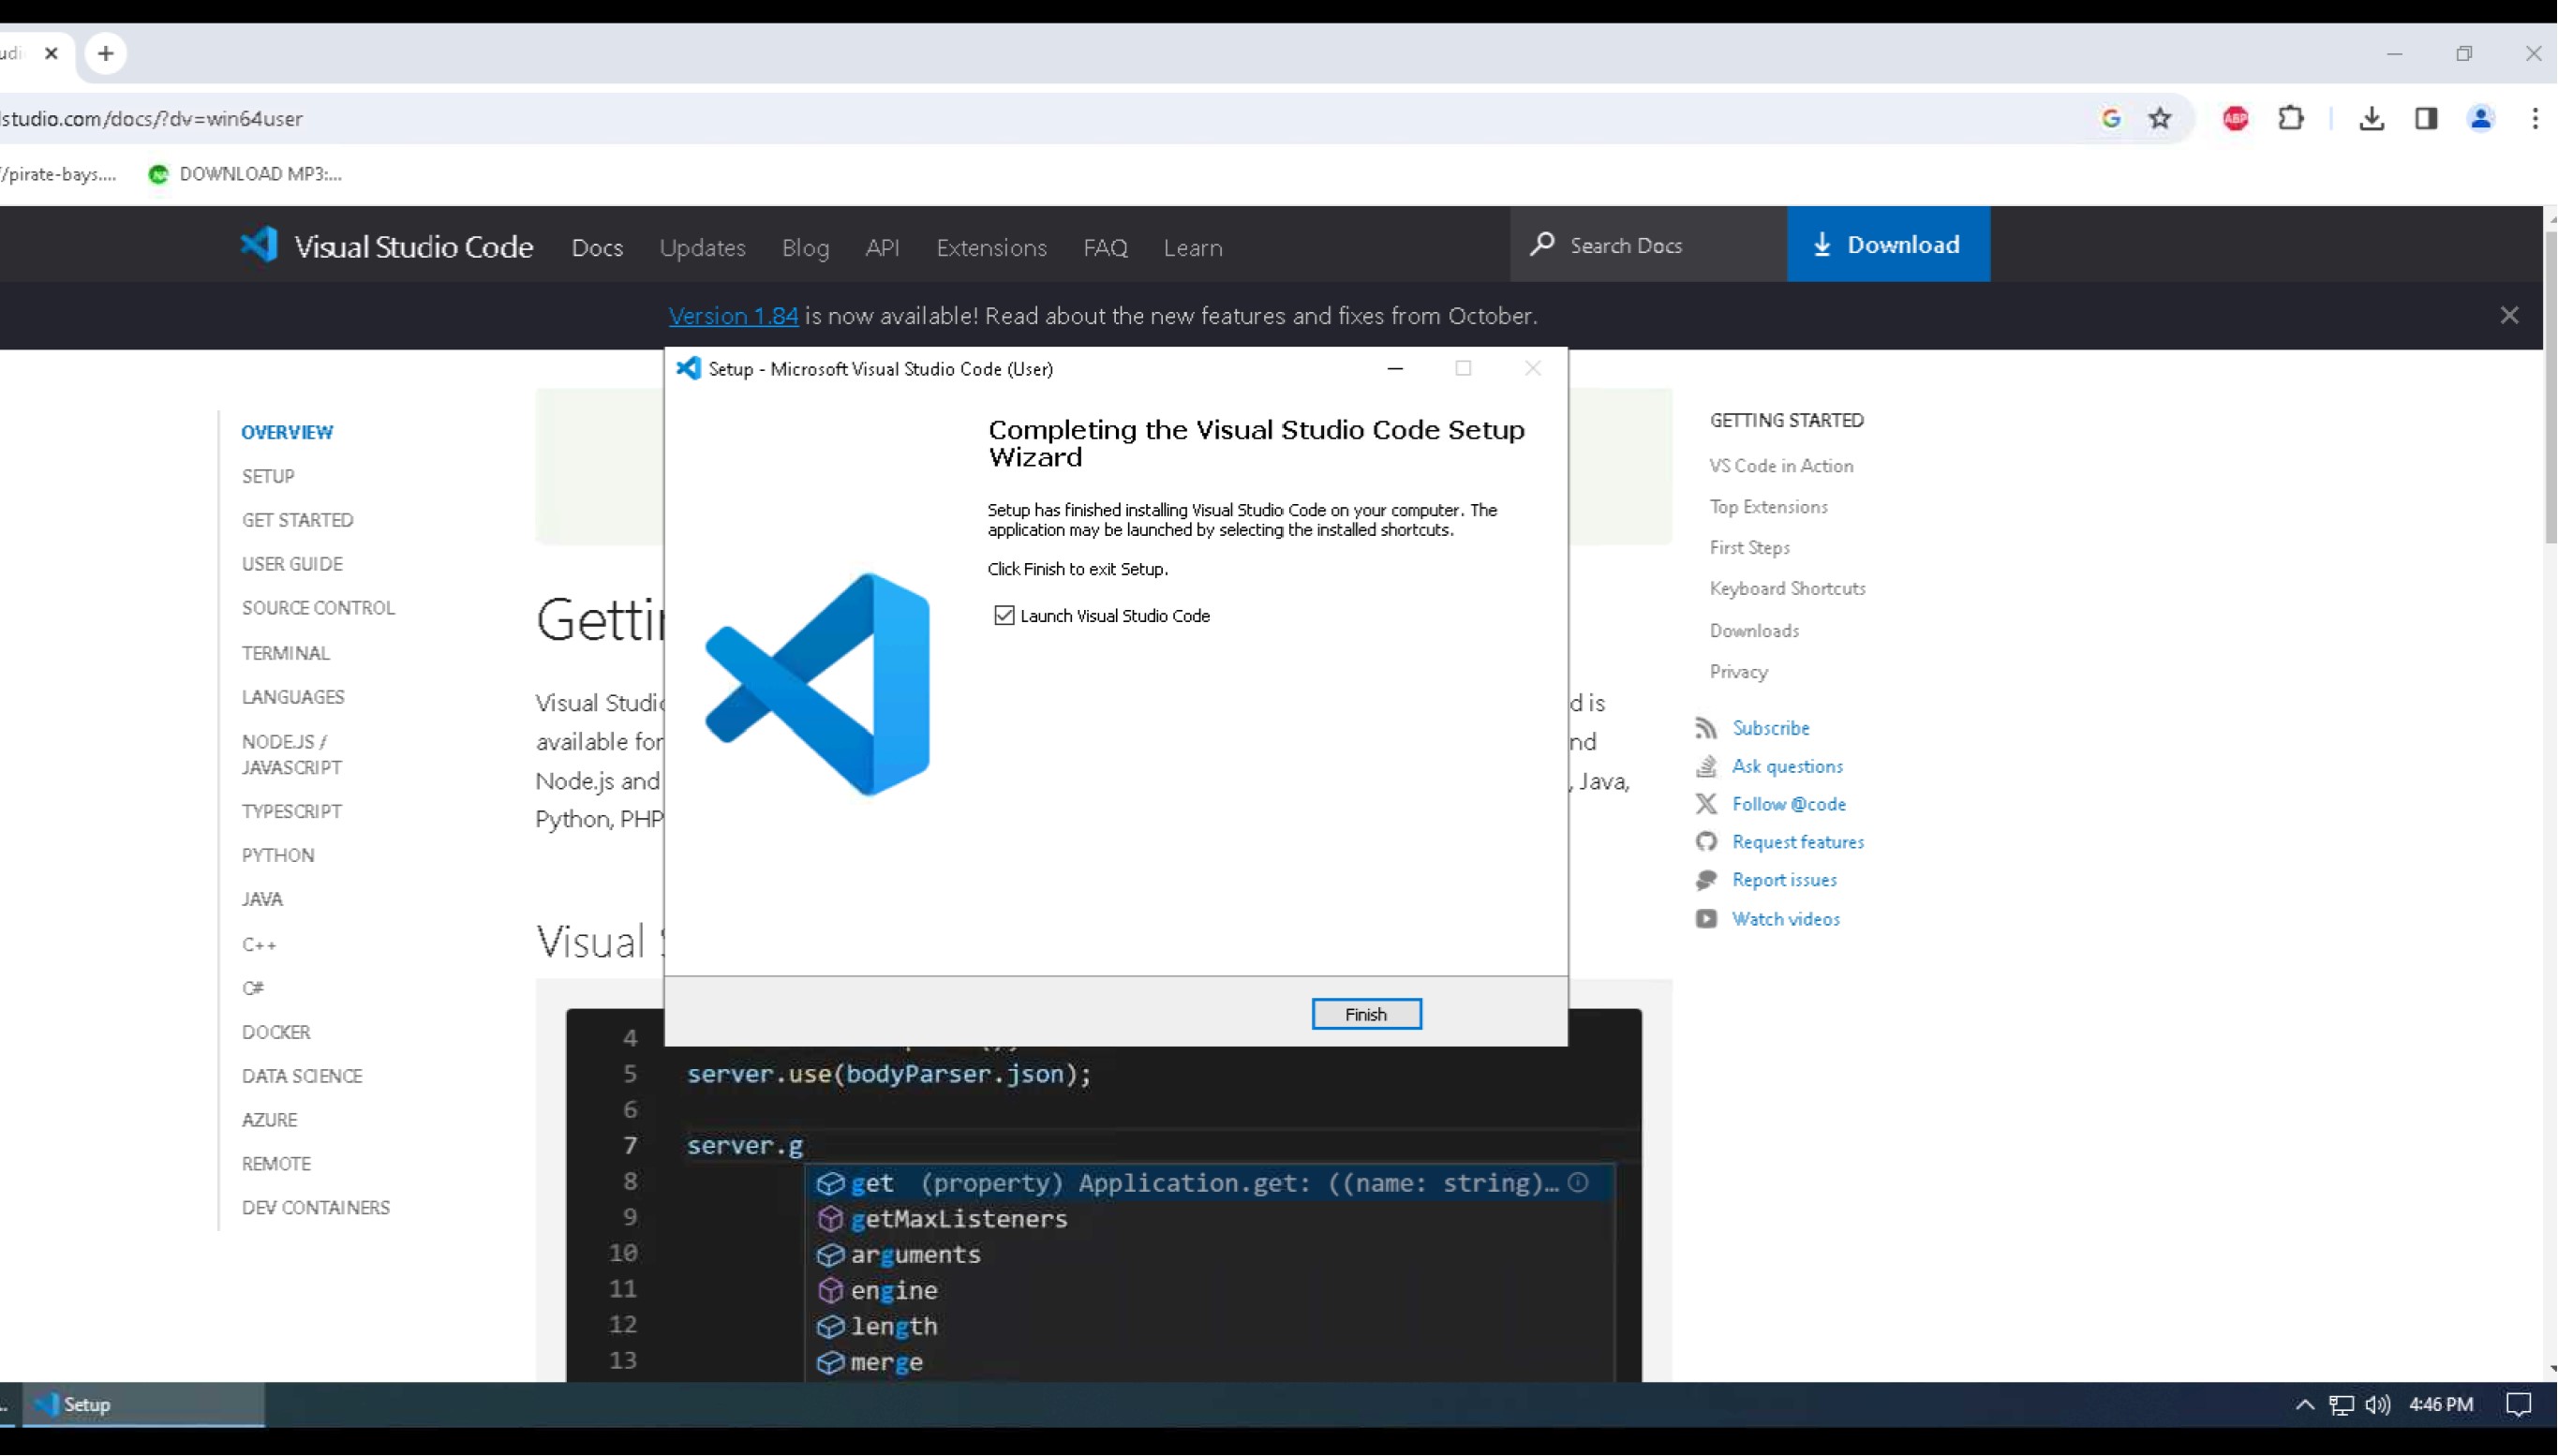 studio.com/docs/?dv=win64user
//pirate-bays....
DOWNLOAD MP3:...
Visual Studio Code
Docs
Updates
Blog
API
Extensions
FAQ
Learn
Search Docs
Download
Version 1.84 is now available! Read about the new features and fixes from October.
Setup - Microsoft Visual Studio Code (User)
Completing the Visual Studio Code Setup
Wizard
Setup has finished installing Visual Studio Code on your computer. The
application may be launched by selecting the installed shortcuts.
Click Finish to exit Setup.
Launch Visual Studio Code
Finish
OVERVIEW
SETUP
GET STARTED
USER GUIDE
SOURCE CONTROL
TERMINAL
LANGUAGES
NODE.JS /
JAVASCRIPT
TYPESCRIPT
PYTHON
JAVA
C++
C#
DOCKER
DATA SCIENCE
AZURE
REMOTE
DEV CONTAINERS
Getti
Visual Studi
available for
Node.js and
Python, PHP
Visual
d is
nd
, Java,
GETTING STARTED
VS Code in Action
Top Extensions
First Steps
Keyboard Shortcuts
Downloads
Privacy
Subscribe
Ask questions
Follow @code
Request features
Report issues
Watch videos
4
5 server.use(bodyParser.json);
6
7 server.g
8 get (property) Application.get: ((name: string)…
9 getMaxListeners
10 arguments
11 engine
12 length
13 merge
Setup
4:46 PM